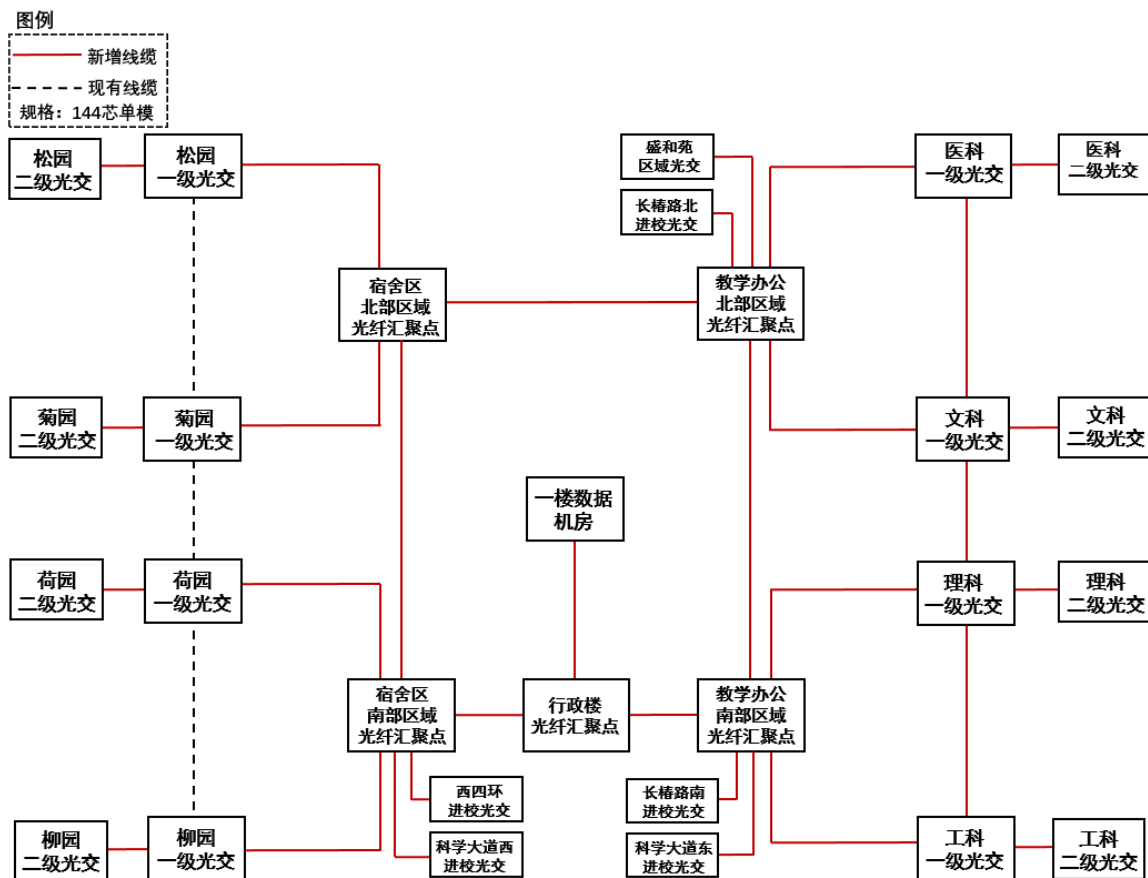 图例
新增线缆
现有线缆
规格：144芯单模
松园
二级光交
松园
一级光交
盛和苑
区域光交
医科
一级光交
医科
二级光交
长椿路北
进校光交
宿舍区
北部区域
光纤汇聚点
教学办公
北部区域
光纤汇聚点
菊园
二级光交
菊园
一级光交
文科
一级光交
文科
二级光交
一楼数据
机房
荷园
二级光交
荷园
一级光交
理科
一级光交
理科
二级光交
宿舍区
南部区域
光纤汇聚点
行政楼
光纤汇聚点
教学办公
南部区域
光纤汇聚点
西四环
进校光交
长椿路南
进校光交
柳园
二级光交
柳园
一级光交
科学大道西
进校光交
科学大道东
进校光交
工科
一级光交
工科
二级光交